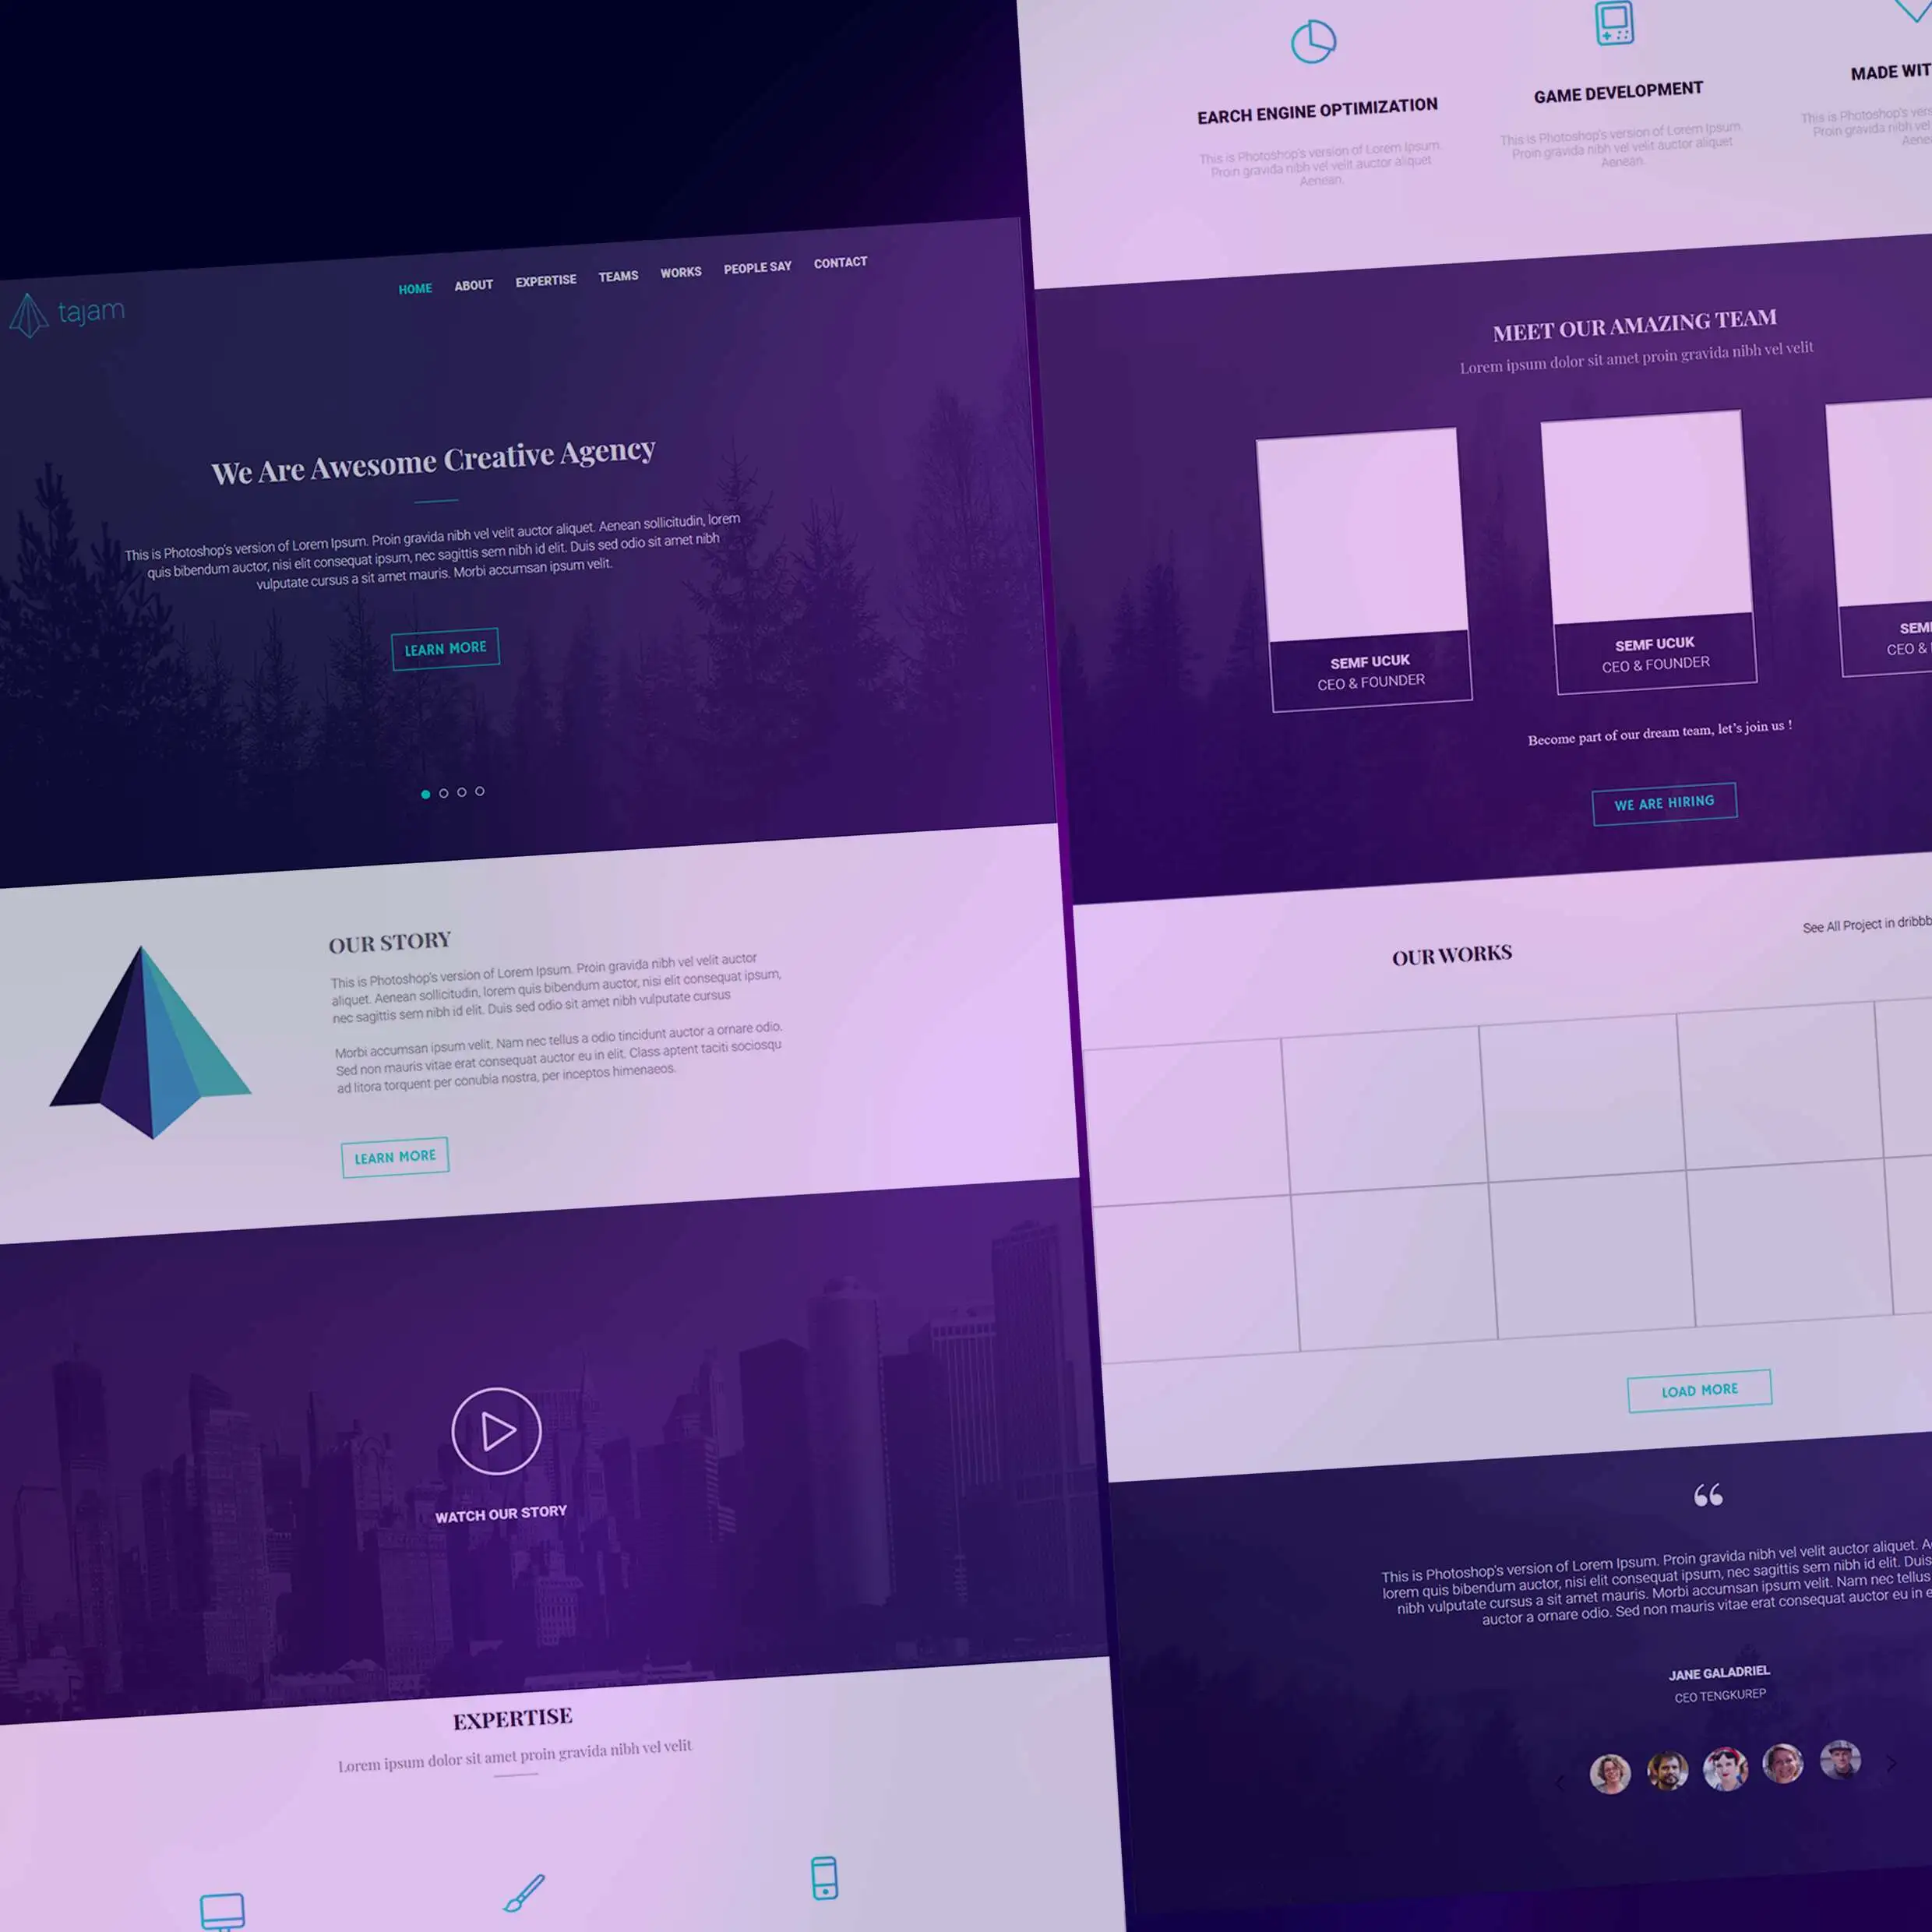 tajam
HOME ABOUT EXPERTISE TEAMS WORKS PEOPLE SAY CONTACT
We Are Awesome Creative Agency
This is Photoshop's version of Lorem Ipsum. Proin gravida nibh vel velit auctor aliquet. Aenean sollicitudin, lorem
quis bibendum auctor, nisi elit consequat ipsum, nec sagittis sem nibh id elit. Duis sed odio sit amet nibh
vulputate cursus a sit amet mauris. Morbi accumsan ipsum velit.
LEARN MORE
OUR STORY
This is Photoshop's version of Lorem Ipsum. Proin gravida nibh vel velit auctor
aliquet. Aenean sollicitudin, lorem quis bibendum auctor, nisi elit consequat ipsum,
nec sagittis sem nibh id elit. Duis sed odio sit amet nibh vulputate cursus
Morbi accumsan ipsum velit. Nam nec tellus a odio tincidunt auctor a ornare odio.
Sed non mauris vitae erat consequat auctor eu in elit. Class aptent taciti sociosqu
ad litora torquent per conubia nostra, per inceptos himenaeos.
LEARN MORE
WATCH OUR STORY
EXPERTISE
Lorem ipsum dolor sit amet proin gravida nibh vel velit
EARCH ENGINE OPTIMIZATION
This is Photoshop's version of Lorem Ipsum.
Proin gravida nibh vel velit auctor aliquet
Aenean.
GAME DEVELOPMENT
This is Photoshop's version of Lorem Ipsum.
Proin gravida nibh vel velit auctor aliquet
Aenean.
MADE WIT
This is Photoshop's vers
Proin gravida nibh vel
Aene
MEET OUR AMAZING TEAM
Lorem ipsum dolor sit amet proin gravida nibh vel velit
SEMF UCUK
CEO & FOUNDER
SEMF UCUK
CEO & FOUNDER
SEM
CEO &
Become part of our dream team, let's join us !
WE ARE HIRING
OUR WORKS
See All Project in dribbb
LOAD MORE
“
This is Photoshop's version of Lorem Ipsum. Proin gravida nibh vel velit auctor aliquet. A
lorem quis bibendum auctor, nisi elit consequat ipsum, nec sagittis sem nibh id elit. Duis
nibh vulputate cursus a sit amet mauris. Morbi accumsan ipsum velit. Nam nec tellus
auctor a ornare odio. Sed non mauris vitae erat consequat auctor eu in e
JANE GALADRIEL
CEO TENGKUREP